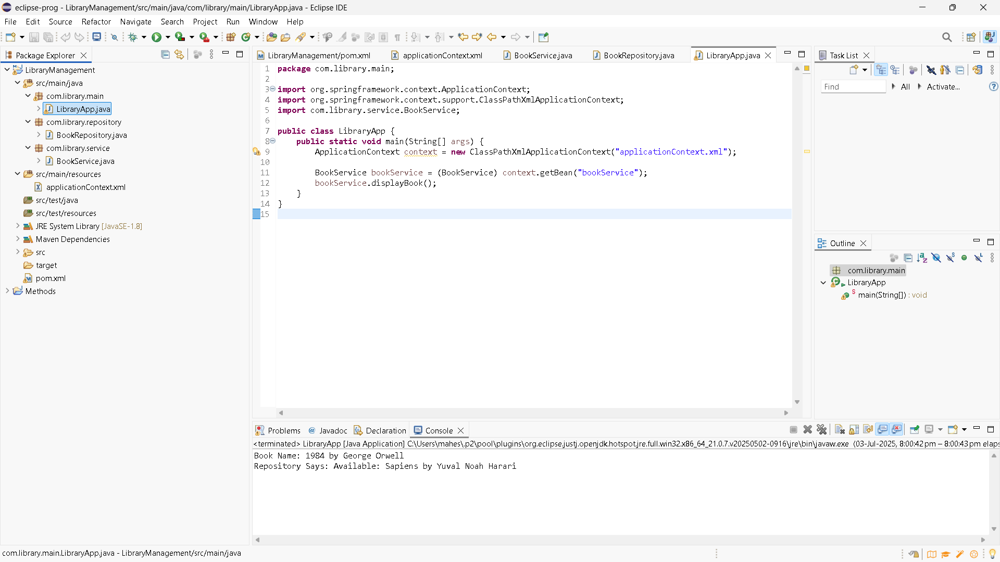 eclipse-prog - LibraryManagement/src/main/java/com/library/main/LibraryApp.java - Eclipse IDE
File Edit Source Refactor Navigate Search Project Run Window Help
Package Explorer
LibraryManagement
src/main/java
com.library.main
LibraryApp.java
com.library.repository
BookRepository.java
com.library.service
BookService.java
src/main/resources
applicationContext.xml
src/test/java
src/test/resources
JRE System Library [JavaSE-1.8]
Maven Dependencies
src
target
pom.xml
Methods
LibraryManagement/pom.xml applicationContext.xml BookService.java BookRepository.java LibraryApp.java
1 package com.library.main;
2
3 import org.springframework.context.ApplicationContext;
4 import org.springframework.context.support.ClassPathXmlApplicationContext;
5 import com.library.service.BookService;
6
7 public class LibraryApp {
8 public static void main(String[] args) {
9 ApplicationContext context = new ClassPathXmlApplicationContext("applicationContext.xml");
10
11 BookService bookService = (BookService) context.getBean("bookService");
12 bookService.displayBook();
13 }
14 }
15
Task List
Find All Activate...
Outline
com.library.main
LibraryApp
main(String[]) : void
Problems Javadoc Declaration Console
<terminated> LibraryApp [Java Application] C:\Users\mahes\.p2\pool\plugins\org.eclipse.justj.openjdk.hotspot.jre.full.win32.x86_64_21.0.7.v20250502-0916\jre\bin\javaw.exe (03-Jul-2025, 8:00:42 pm – 8:00:43 pm elaps
Book Name: 1984 by George Orwell
Repository Says: Available: Sapiens by Yuval Noah Harari
com.library.main.LibraryApp.java - LibraryManagement/src/main/java